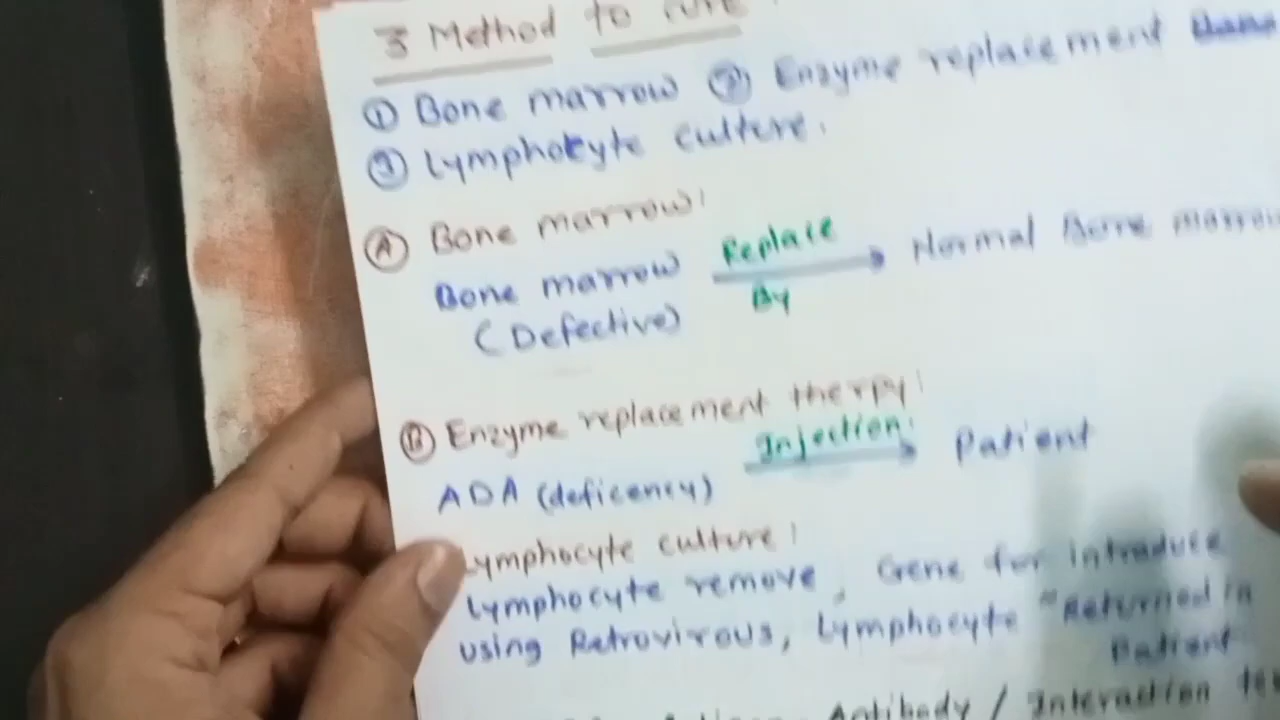 3 Method to cure
① Bone marrow ② Enzyme replacement
③ Lymphocyte culture.
Ⓐ Bone marrow!
Bone marrow Replace By Normal Bone marrow
(Defective)
Ⓑ Enzyme replacement therpy!
ADA (deficency) Injection. Patient
Lymphocyte culture!
Lymphocyte remove, Gene for introduce
using Retrovirous, Lymphocyte Returned in
Patient
Antibody / Interaction